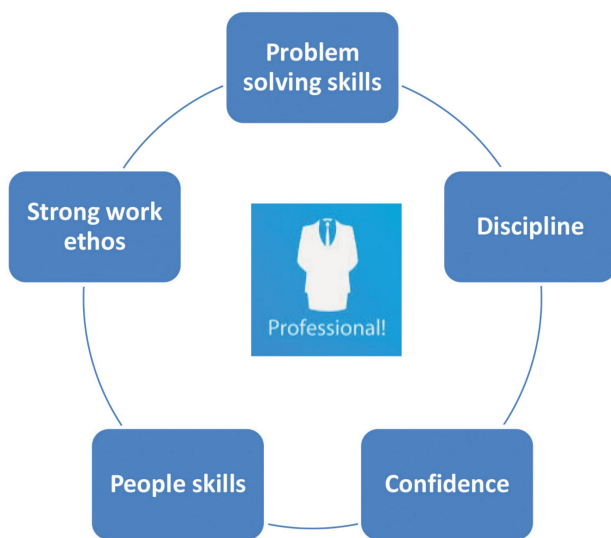 Problem
solving skills
Strong work
ethos
Discipline
Professional!
People skills
Confidence